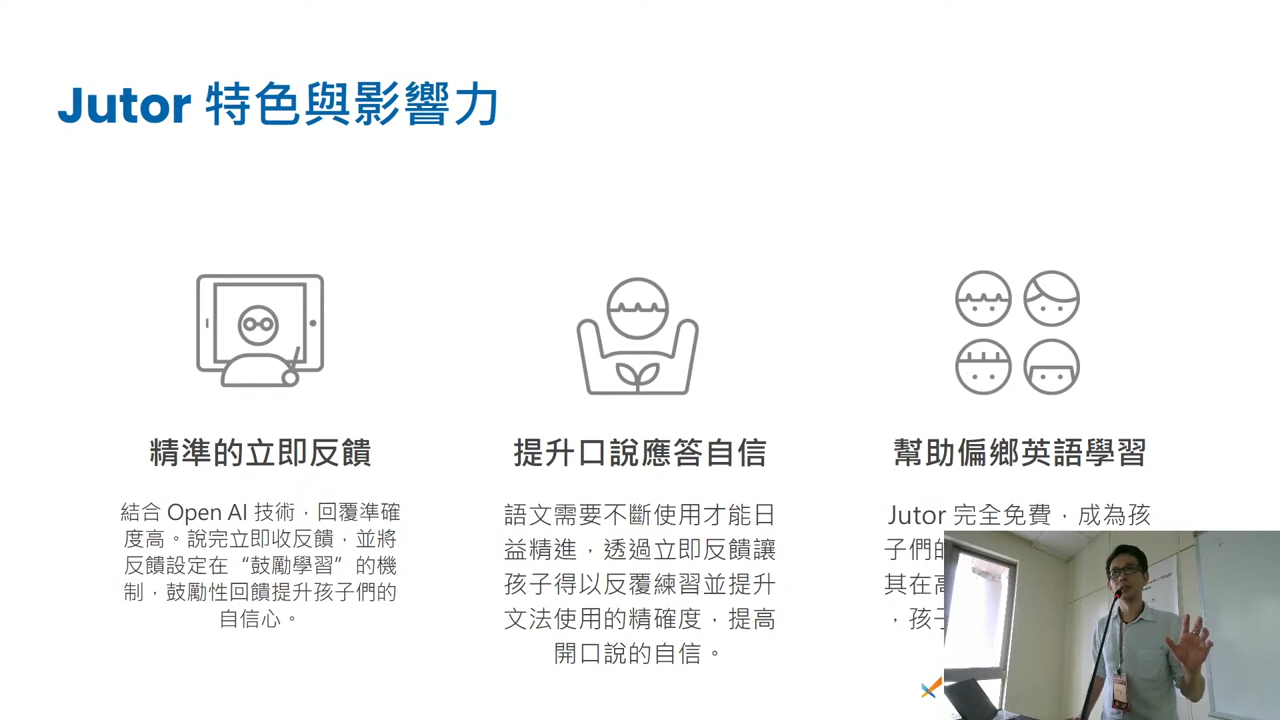 Jutor 特色與影響力
精準的立即反饋
結合 Open AI 技術，回覆準確
度高。說完立即收反饋，並將
反饋設定在“鼓勵學習”的機
制，鼓勵性回饋提升孩子們的
自信心。
提升口說應答自信
語文需要不斷使用才能日
益精進，透過立即反饋讓
孩子得以反覆練習並提升
文法使用的精確度，提高
開口說的自信。
幫助偏鄉英語學習
Jutor 完全免費，成為孩
子們的
其在高
，孩子